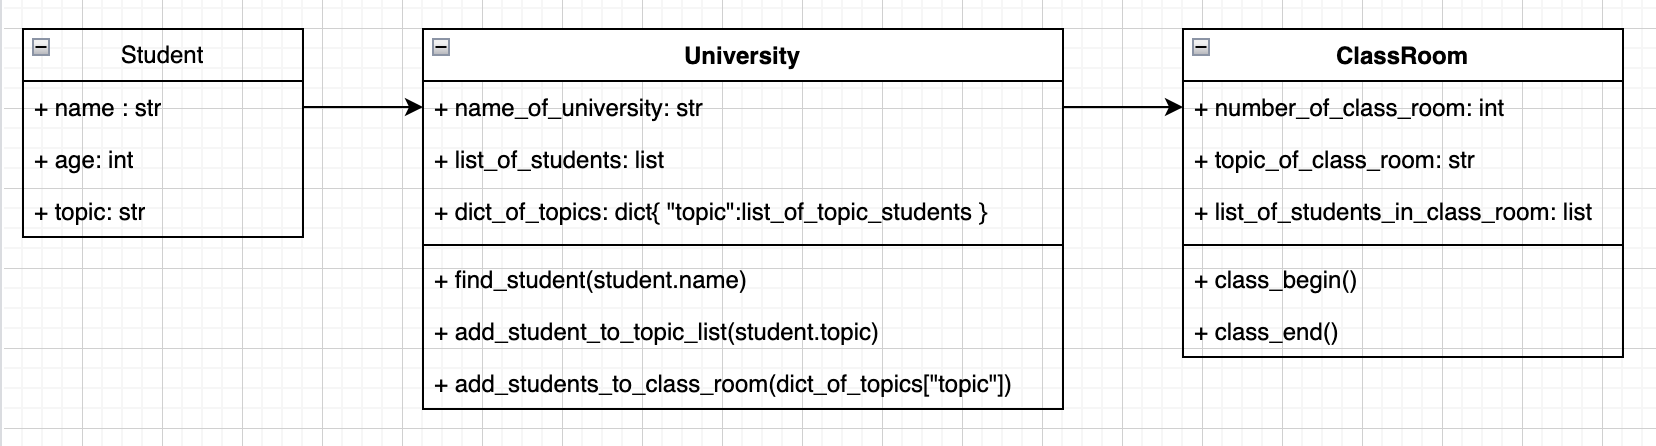 Student
+ name : str
+ age: int
+ topic: str
University
+ name_of_university: str
+ list_of_students: list
+ dict_of_topics: dict{ "topic":list_of_topic_students }
+ find_student(student.name)
+ add_student_to_topic_list(student.topic)
+ add_students_to_class_room(dict_of_topics["topic"])
ClassRoom
+ number_of_class_room: int
+ topic_of_class_room: str
+ list_of_students_in_class_room: list
+ class_begin()
+ class_end()